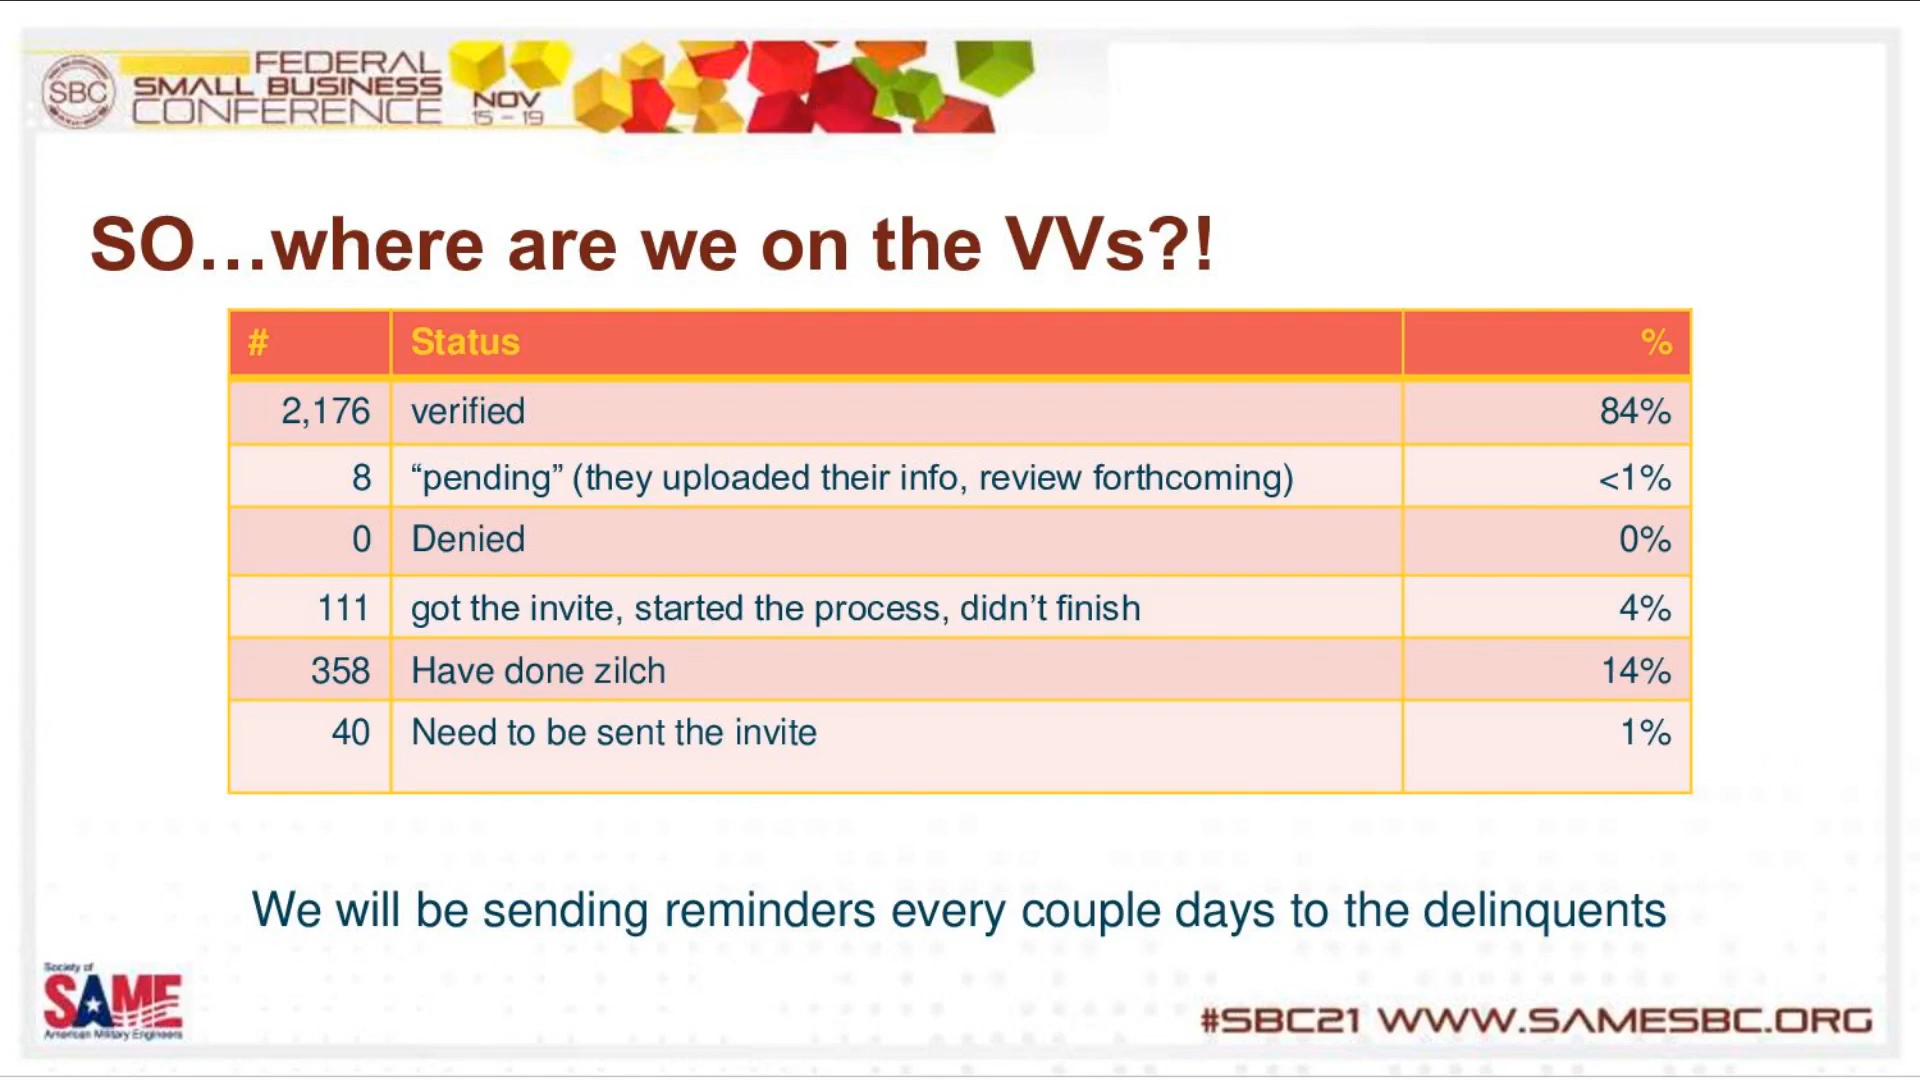 SBC
FEDERAL
SMALL BUSINESS
CONFERENCE
NOV
15 – 19
SO...where are we on the VVs?!
# Status %
2,176 verified 84%
8 “pending” (they uploaded their info, review forthcoming) <1%
0 Denied 0%
111 got the invite, started the process, didn’t finish 4%
358 Have done zilch 14%
40 Need to be sent the invite 1%
We will be sending reminders every couple days to the delinquents
Society of
SAME
American Military Engineers
#SBC21 WWW.SAMESBC.ORG